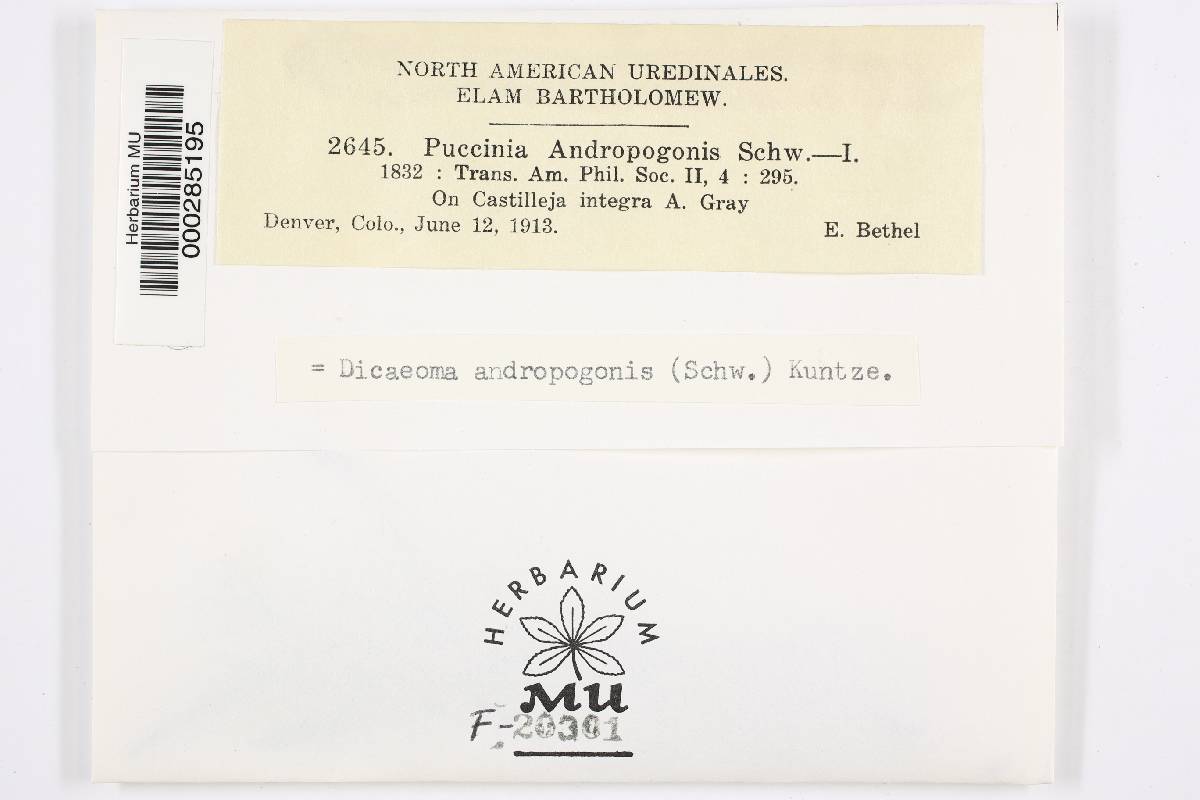 NORTH AMERICAN UREDINALES.
ELAM BARTHOLOMEW.
2645. Puccinia Andropogonis Schw.—I.
1832 : Trans. Am. Phil. Soc. II, 4 : 295.
On Castilleja integra A. Gray
Denver, Colo., June 12, 1913. E. Bethel
Herbarium MU
000285195
= Dicaeoma andropogonis (Schw.) Kuntze.
HERBARIUM
MU
F-20301